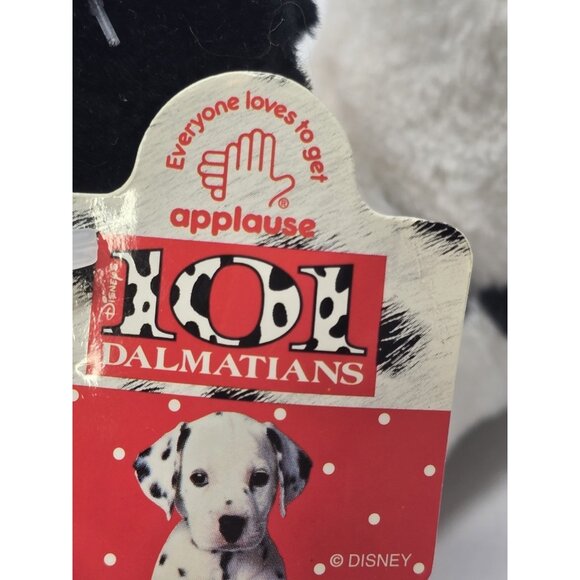 Everyone loves to get
®
applause
DISNEY'S
101
DALMATIANS
© DISNEY